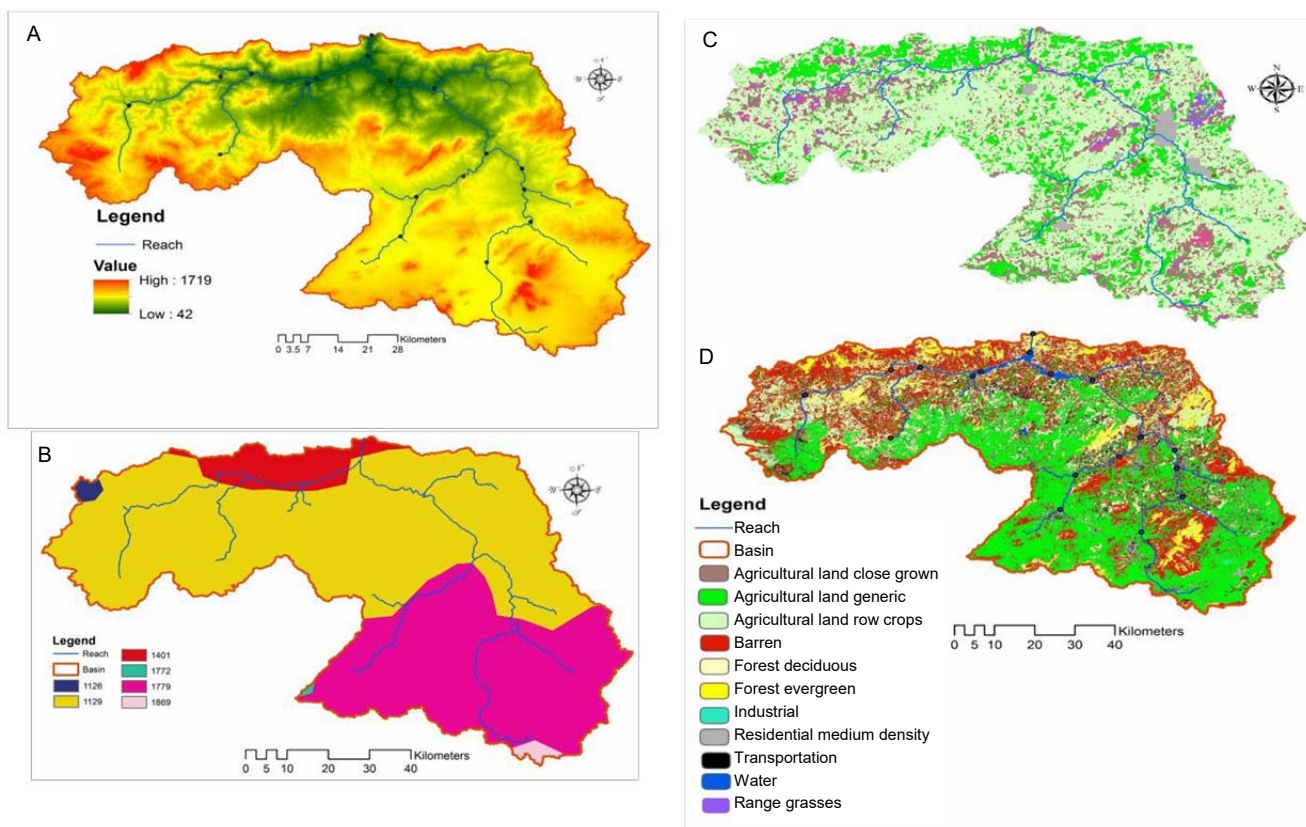 A
N
W
E
S
Legend
Reach
Value
High : 1719
Low : 42
Kilometers
0 3.5 7 14 21 28
B
N
W
E
S
Legend
Reach
Basin
1126
1129
1401
1772
1779
1869
Kilometers
0 5 10 20 30 40
C
N
W
E
S
D
Legend
Reach
Basin
Agricultural land close grown
Agricultural land generic
Agricultural land row crops
Barren
Forest deciduous
Forest evergreen
Industrial
Residential medium density
Transportation
Water
Range grasses
Kilometers
0 5 10 20 30 40